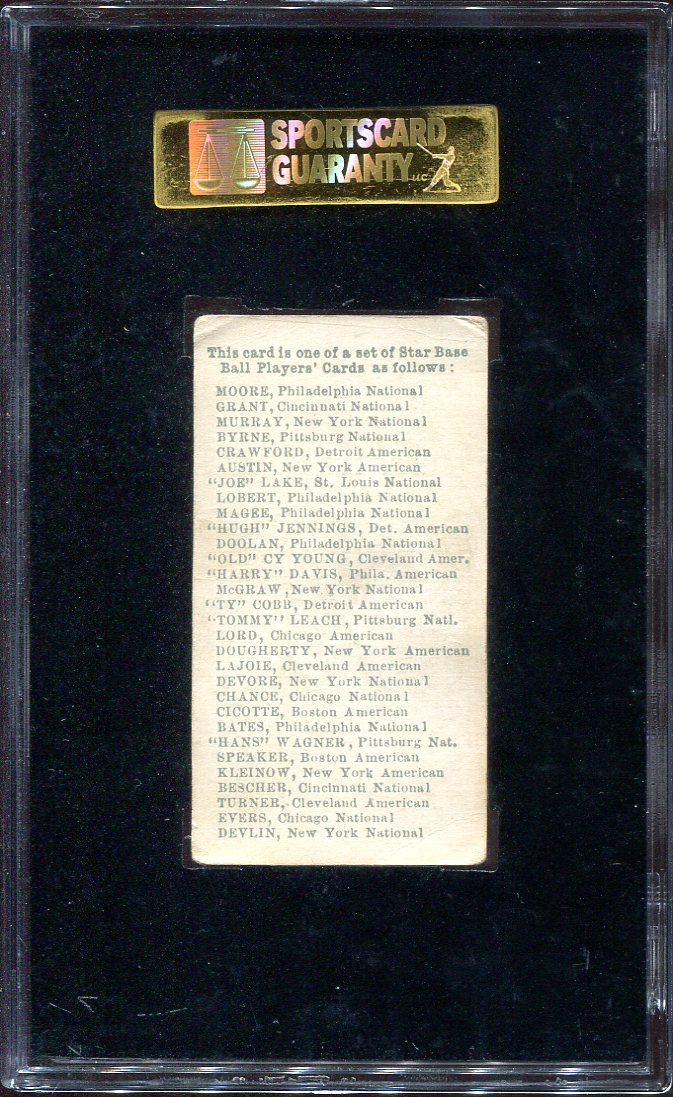 SPORTSCARD
GUARANTY LLC
This card is one of a set of Star Base
Ball Players' Cards as follows:
MOORE, Philadelphia National
GRANT, Cincinnati National
MURRAY, New York National
BYRNE, Pittsburg National
CRAWFORD, Detroit American
AUSTIN, New York American
"JOE" LAKE, St. Louis National
LOBERT, Philadelphia National
MAGEE, Philadelphia National
"HUGH" JENNINGS, Det. American
DOOLAN, Philadelphia National
"OLD" CY YOUNG, Cleveland Amer.
"HARRY" DAVIS, Phila. American
McGRAW, New York National
"TY" COBB, Detroit American
"TOMMY" LEACH, Pittsburg Natl.
LORD, Chicago American
DOUGHERTY, New York American
LAJOIE, Cleveland American
DEVORE, New York National
CHANCE, Chicago National
CICOTTE, Boston American
BATES, Philadelphia National
"HANS" WAGNER, Pittsburg Nat.
SPEAKER, Boston American
KLEINOW, New York American
BESCHER, Cincinnati National
TURNER, Cleveland American
EVERS, Chicago National
DEVLIN, New York National